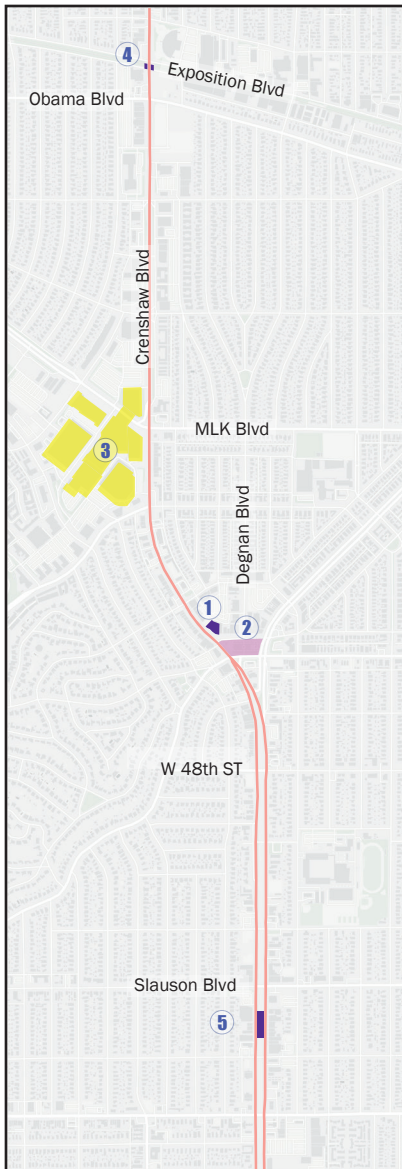 4
Exposition Blvd
Obama Blvd
Crenshaw Blvd
MLK Blvd
3
Degnan Blvd
1
2
W 48th ST
Slauson Blvd
5